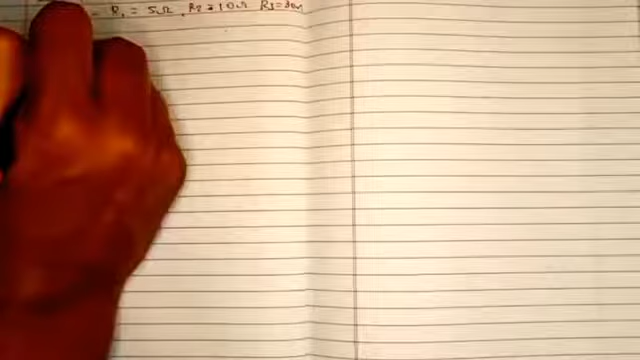 R₁ = 5Ω, R₂ = 10Ω R₃ = 30Ω